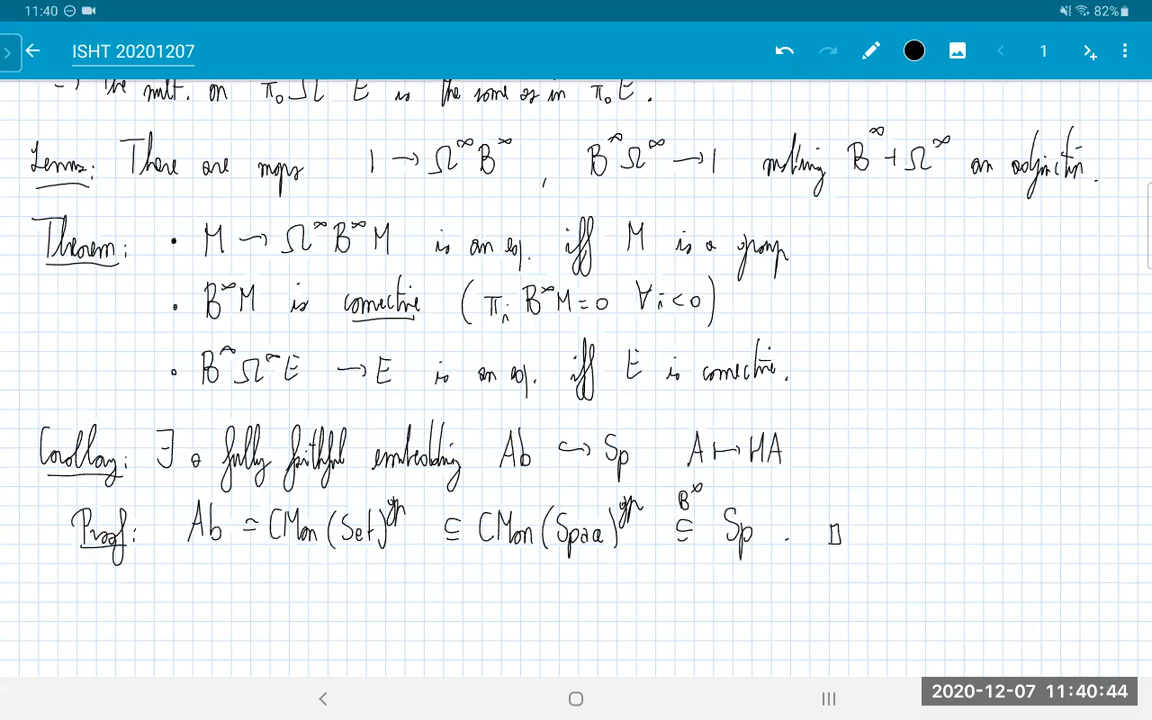 11:40
82%
ISHT 20201207
1
→ the mult. on π₀ Ω^∞ E is the same as in π₀E.
Lemma: There are maps 1 → Ω^∞ B^∞ , B^∞ Ω^∞ → 1 making B^∞ ⊣ Ω^∞ an adjunction.
Theorem: • M → Ω^∞ B^∞ M is an eq. iff M is a group
• B^∞ M is connective (π_i B^∞ M = 0 ∀ i < 0)
• B^∞ Ω^∞ E → E is an eq. iff E is connective.
Corollary: ∃ a fully faithful embedding Ab ↪ Sp A ↦ HA
Proof: Ab ≃ CMon(Set)^gp ⊆ CMon(Space)^gp ⊆^{B^∞} Sp . □
2020-12-07 11:40:44